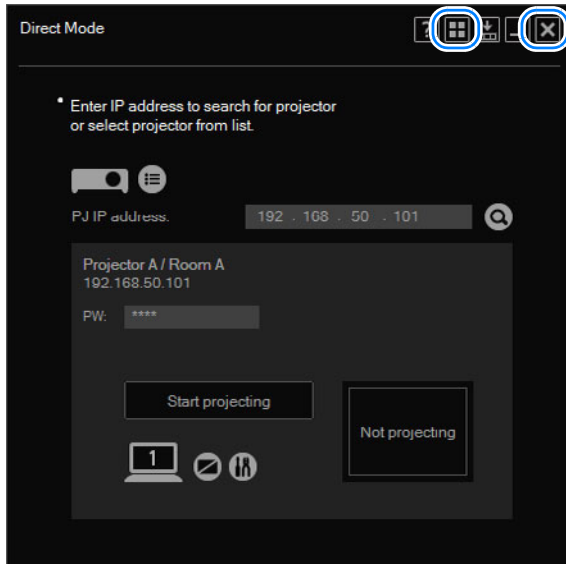 Direct Mode
?
Enter IP address to search for projector
or select projector from list.
PJ IP address:
192 . 168 . 50 . 101
Projector A / Room A
192.168.50.101
PW: ****
Start projecting
Not projecting
1